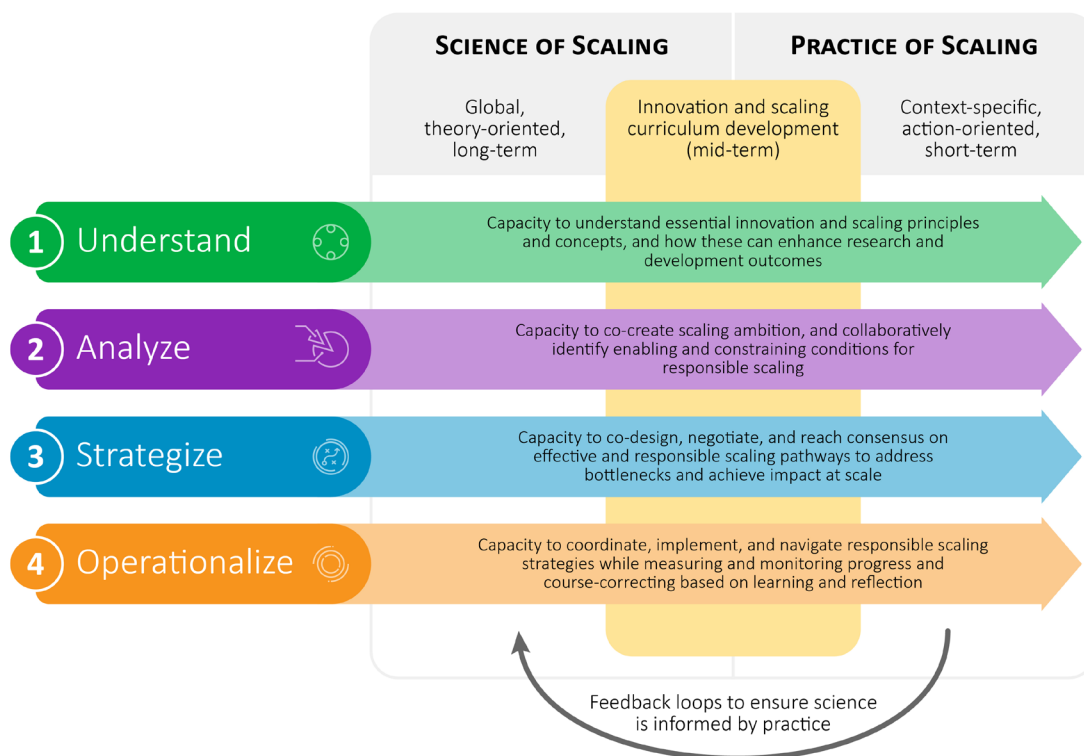 SCIENCE OF SCALING
PRACTICE OF SCALING
Global,
theory-oriented,
long-term
Innovation and scaling
curriculum development
(mid-term)
Context-specific,
action-oriented,
short-term
1 Understand
Capacity to understand essential innovation and scaling principles
and concepts, and how these can enhance research and
development outcomes
2 Analyze
Capacity to co-create scaling ambition, and collaboratively
identify enabling and constraining conditions for
responsible scaling
3 Strategize
Capacity to co-design, negotiate, and reach consensus on
effective and responsible scaling pathways to address
bottlenecks and achieve impact at scale
4 Operationalize
Capacity to coordinate, implement, and navigate responsible scaling
strategies while measuring and monitoring progress and
course-correcting based on learning and reflection
Feedback loops to ensure science
is informed by practice